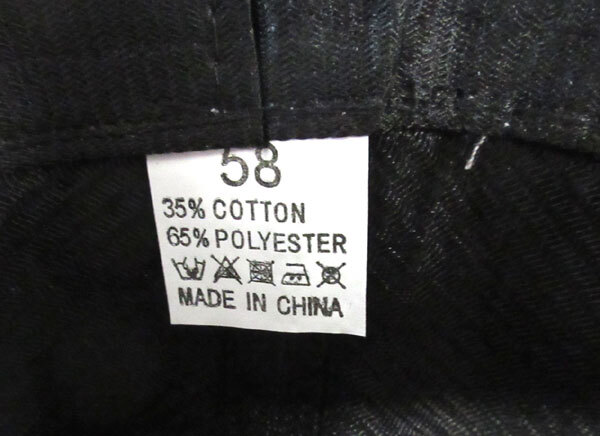 58
35% COTTON
65% POLYESTER
MADE IN CHINA